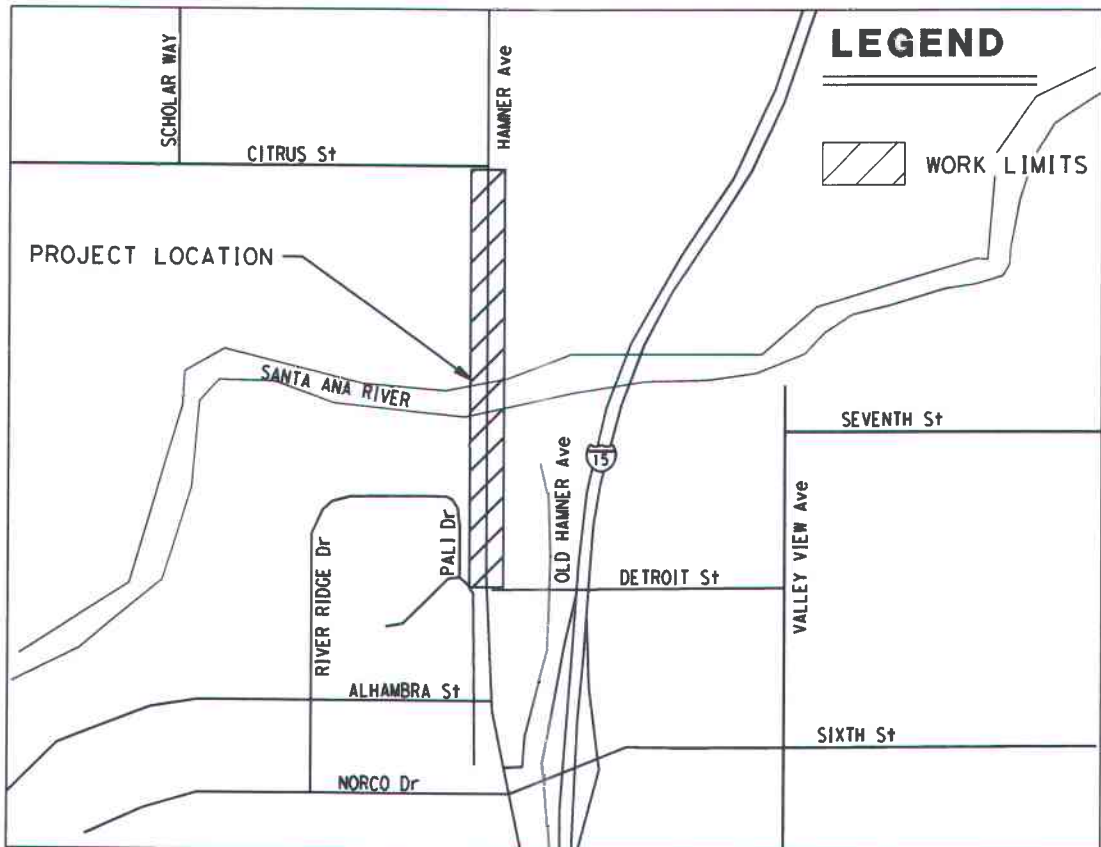 LEGEND
WORK LIMITS
SCHOLAR WAY
HAMNER Ave
CITRUS St
PROJECT LOCATION
SANTA ANA RIVER
SEVENTH St
15
OLD HAMNER Ave
VALLEY VIEW Ave
PALI Dr
RIVER RIDGE Dr
DETROIT St
ALHAMBRA St
SIXTH St
NORCO Dr